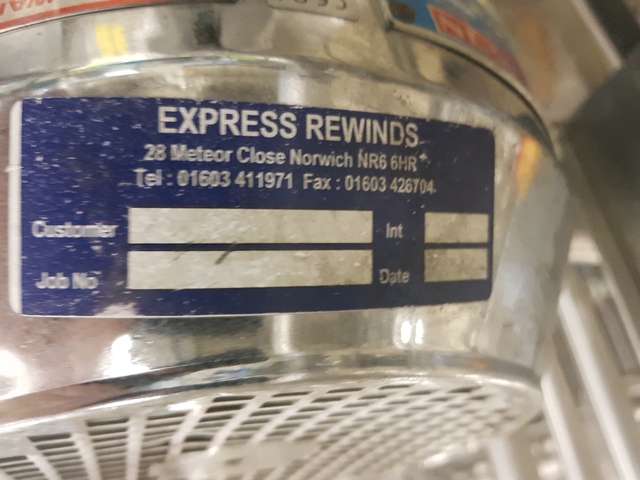 EXPRESS REWINDS
28 Meteor Close Norwich NR6 6HR
Tel : 01603 411971 Fax : 01603 426704
Customer Int
Job No Date